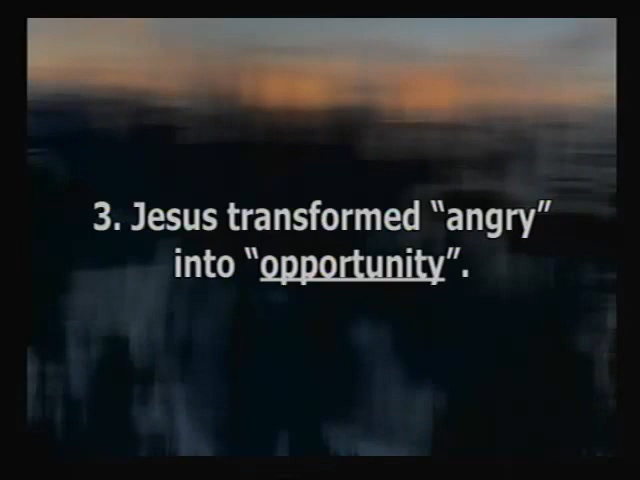 3. Jesus transformed “angry”
into “opportunity”.